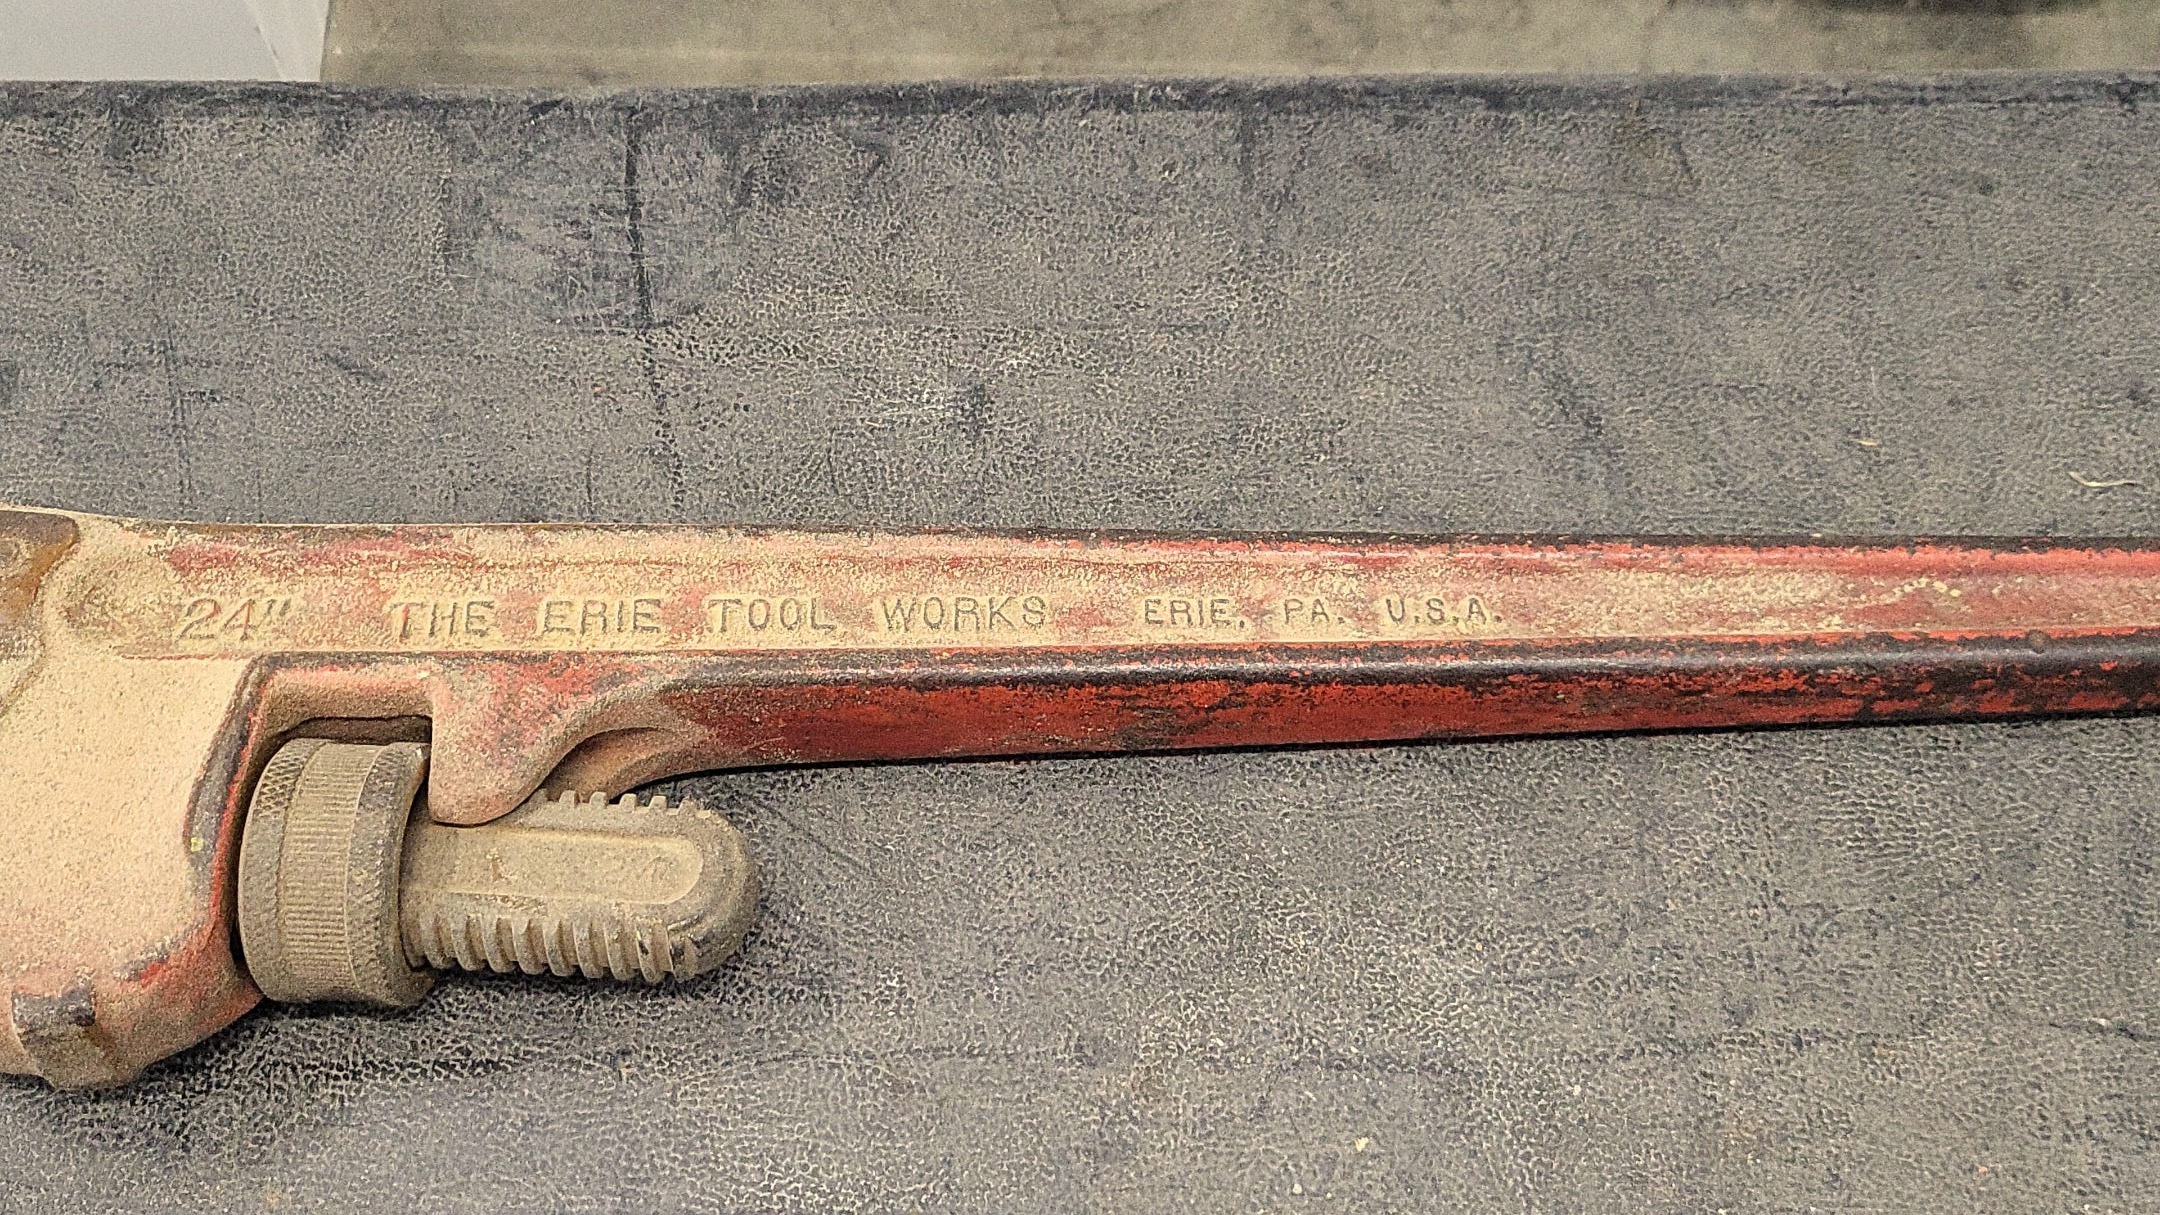 24" THE ERIE TOOL WORKS ERIE, PA. U.S.A.